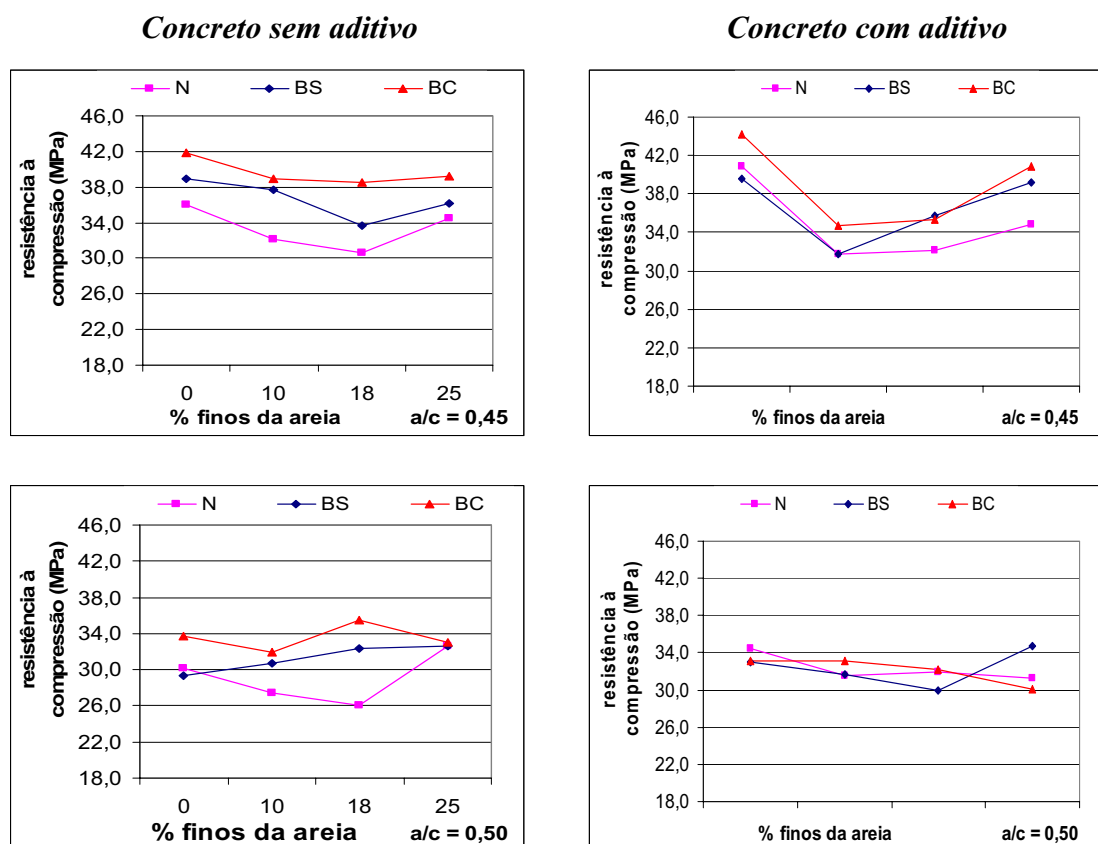 Concreto sem aditivo
Concreto com aditivo
N BS BC
resistência à
compressão (MPa)
46,0
42,0
38,0
34,0
30,0
26,0
22,0
18,0
0 10 18 25
% finos da areia a/c = 0,45
N BS BC
resistência à
compressão (MPa)
46,0
42,0
38,0
34,0
30,0
26,0
22,0
18,0
% finos da areia a/c = 0,45
N BS BC
resistência à
compressão (MPa)
46,0
42,0
38,0
34,0
30,0
26,0
22,0
18,0
0 10 18 25
% finos da areia a/c = 0,50
N BS BC
resistência à
compressão (MPa)
46,0
42,0
38,0
34,0
30,0
26,0
22,0
18,0
% finos da areia a/c = 0,50